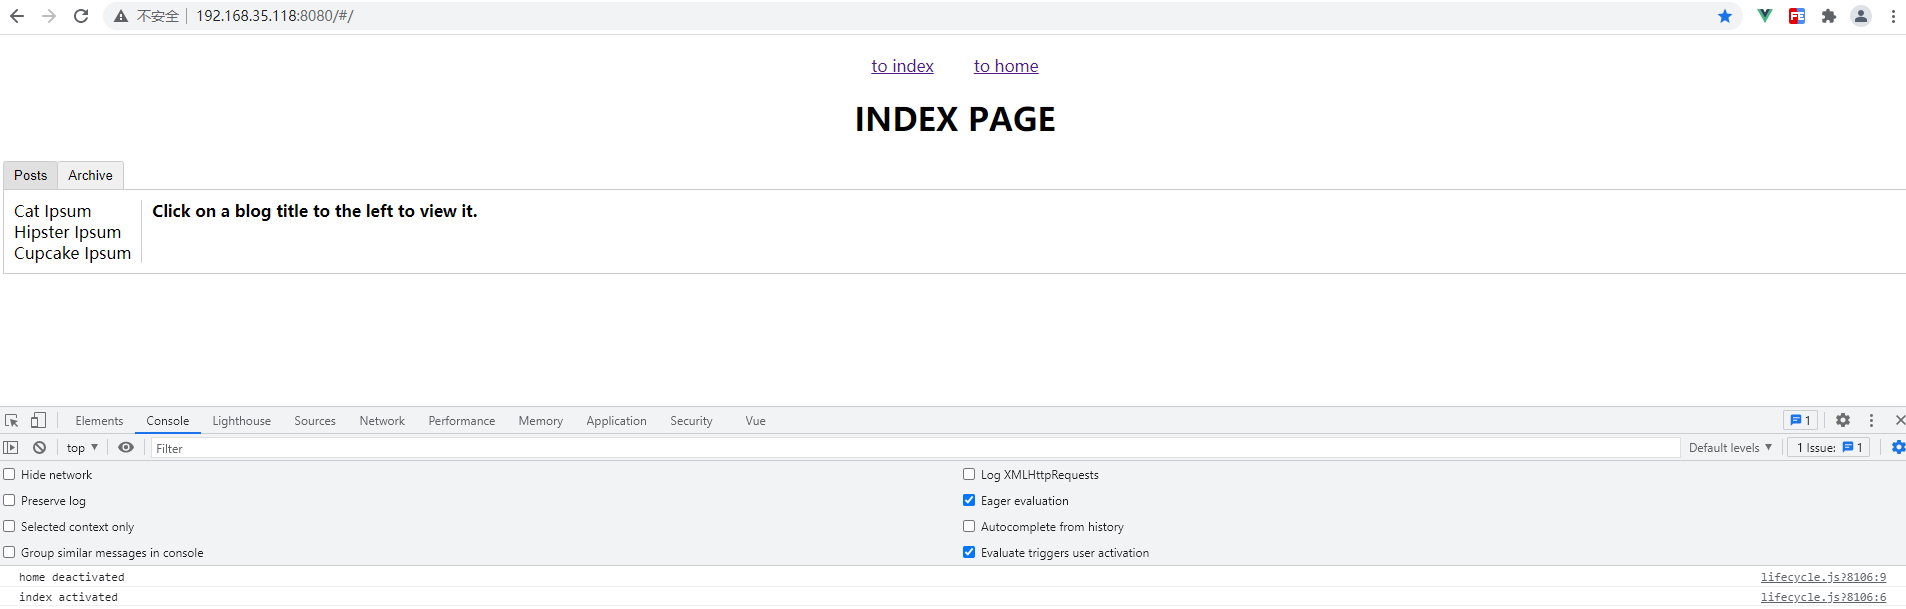 不安全 192.168.35.118:8080/#/
to index to home
INDEX PAGE
Posts Archive
Cat Ipsum
Hipster Ipsum
Cupcake Ipsum
Click on a blog title to the left to view it.
Elements Console Lighthouse Sources Network Performance Memory Application Security Vue 1
top Filter Default levels 1 Issue: 1
Hide network
Preserve log
Selected context only
Group similar messages in console
Log XMLHttpRequests
Eager evaluation
Autocomplete from history
Evaluate triggers user activation
home deactivated lifecycle.js?8106:9
index activated lifecycle.js?8106:6